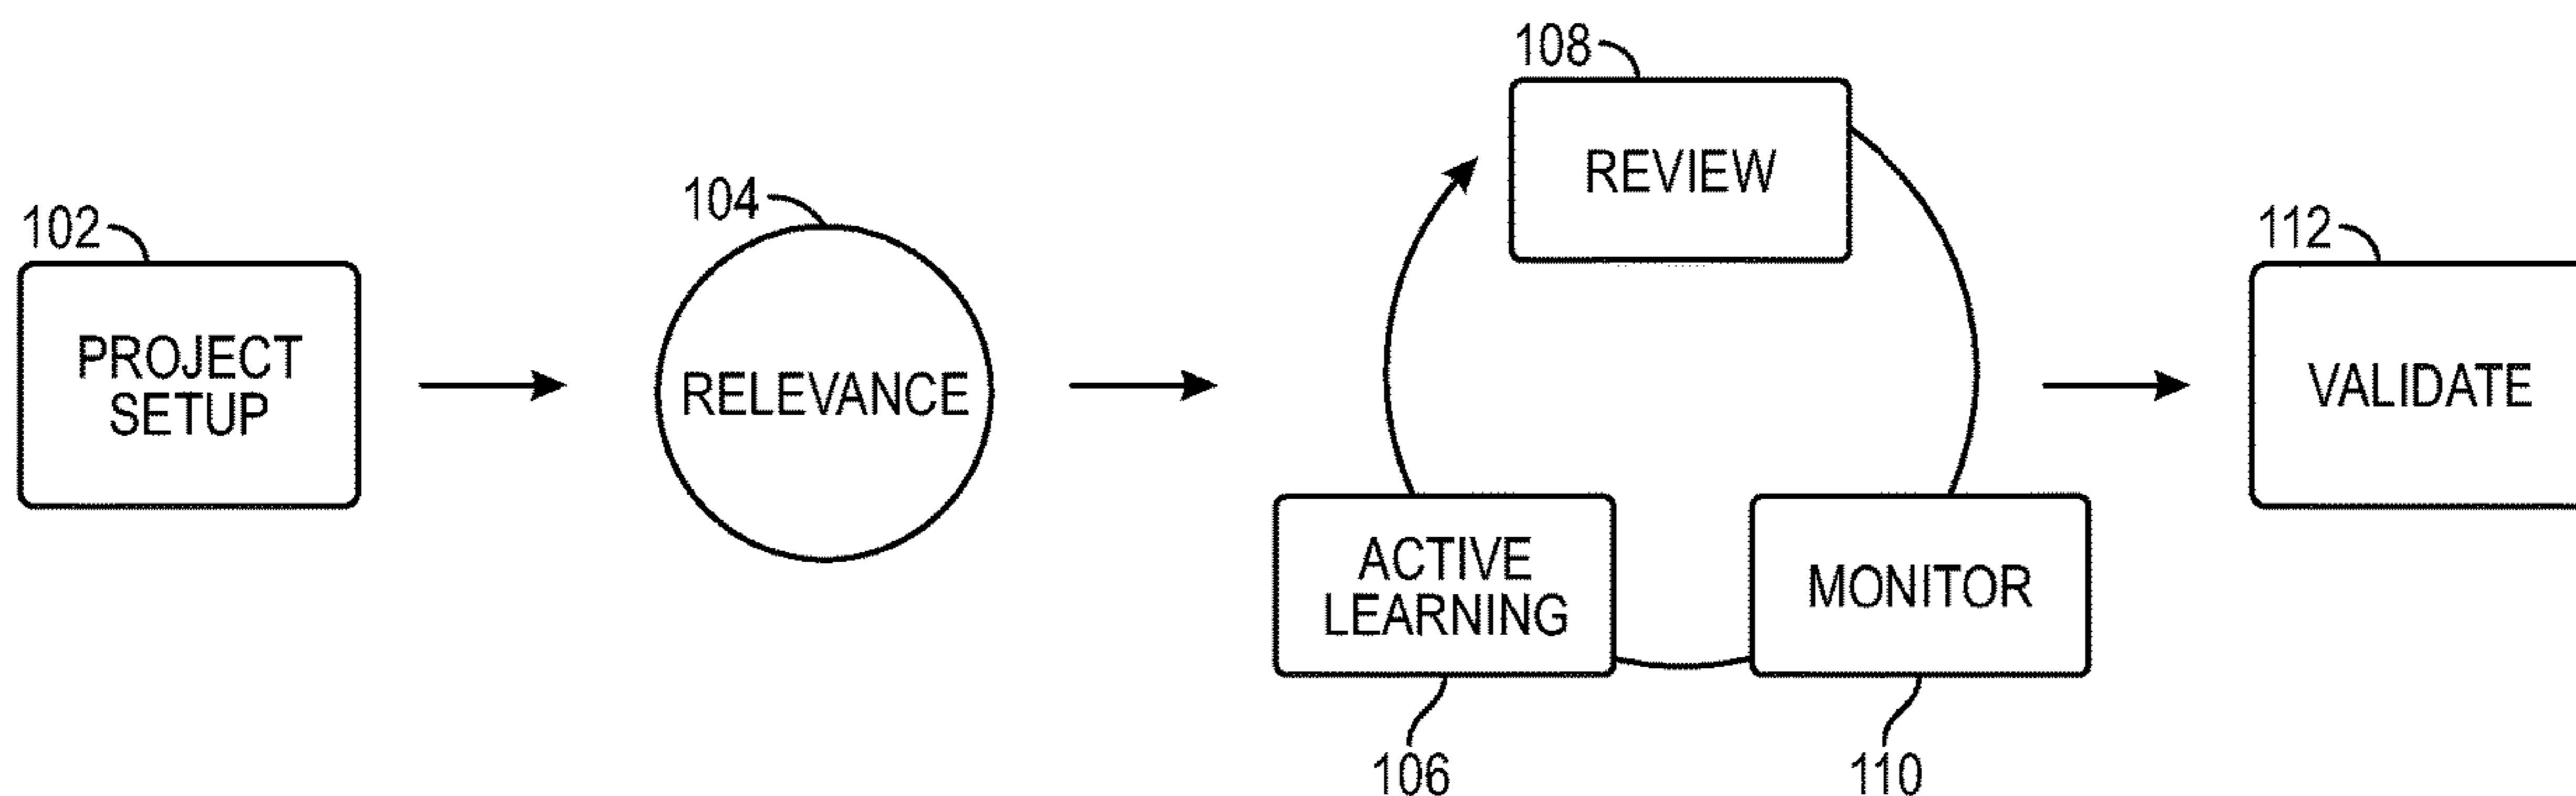 102
PROJECT
SETUP
104
RELEVANCE
108
REVIEW
ACTIVE
LEARNING
106
MONITOR
110
112
VALIDATE